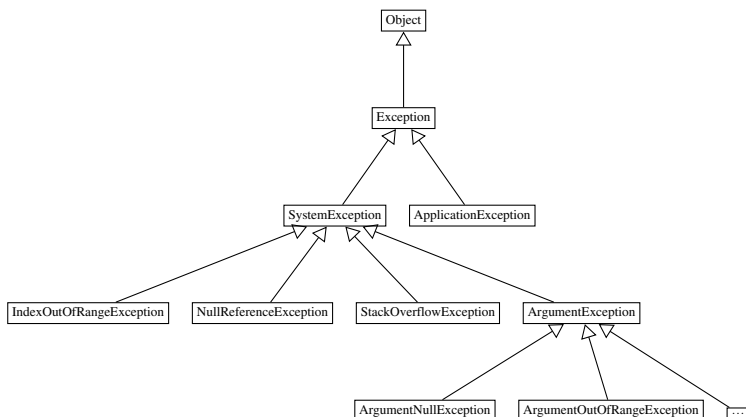 Object
Exception
SystemException
ApplicationException
IndexOutOfRangeException
NullReferenceException
StackOverflowException
ArgumentException
ArgumentNullException
ArgumentOutOfRangeException
...